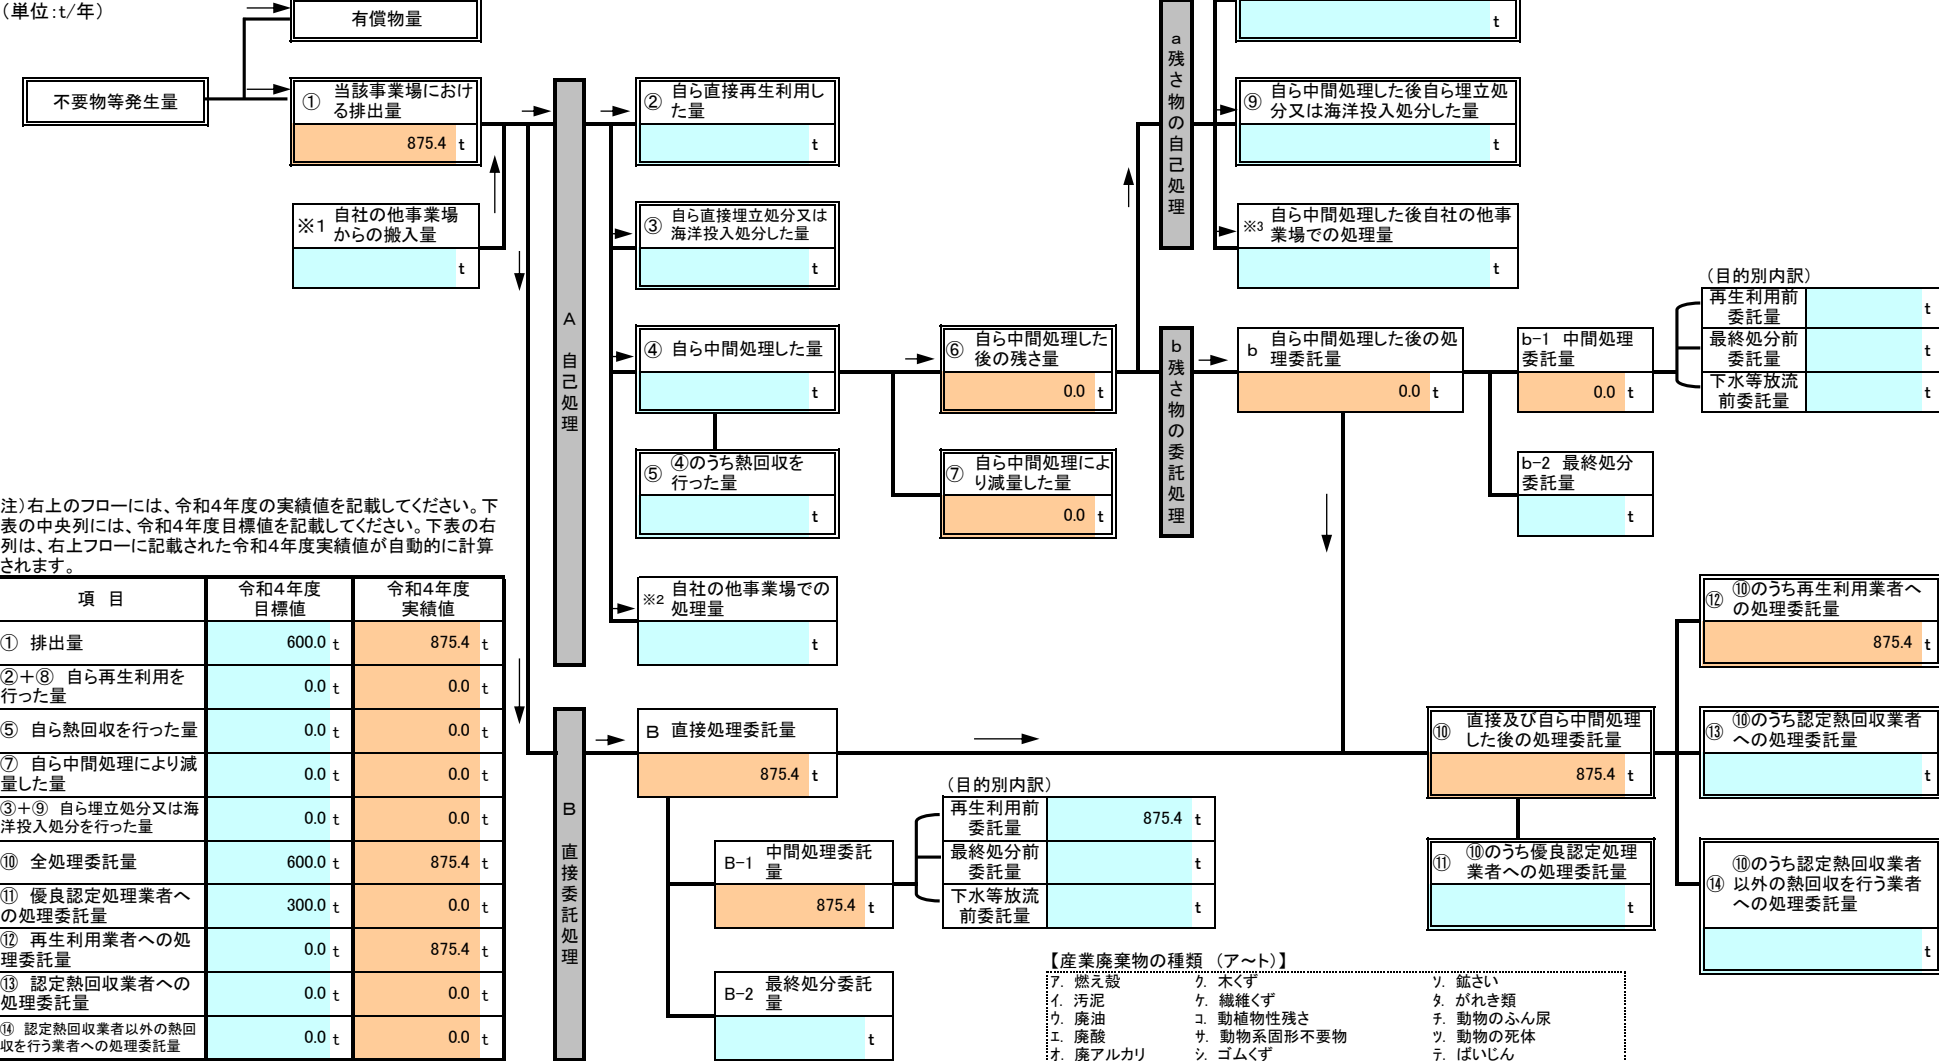 （単位：t/年）
有償物量
不要物等発生量
① 当該事業場におけ
る排出量
875.4 t
※1 自社の他事業場
からの搬入量
t
A 自己処理
② 自ら直接再生利用し
た量
t
③ 自ら直接埋立処分又は
海洋投入処分した量
t
④ 自ら中間処理した量
t
⑤ ④のうち熱回収を
行った量
t
※2 自社の他事業場での
処理量
t
⑥ 自ら中間処理した
後の残さ量
0.0 t
⑦ 自ら中間処理によ
り減量した量
0.0 t
a 残さ物の自己処理
t
⑨ 自ら中間処理した後自ら埋立処
分又は海洋投入処分した量
t
※3 自ら中間処理した後自社の他事
業場での処理量
t
b 残さ物の委託処理
b 自ら中間処理した後の処
理委託量
0.0 t
b-1 中間処理
委託量
0.0 t
b-2 最終処分
委託量
t
（目的別内訳）
再生利用前
委託量
t
最終処分前
委託量
t
下水等放流
前委託量
t
注）右上のフローには、令和４年度の実績値を記載してください。下
表の中央列には、令和４年度目標値を記載してください。下表の右
列は、右上フローに記載された令和４年度実績値が自動的に計算
されます。
項 目 令和４年度
目標値 令和４年度
実績値
① 排出量 600.0 t 875.4 t
②＋⑧ 自ら再生利用を
行った量 0.0 t 0.0 t
⑤ 自ら熱回収を行った量 0.0 t 0.0 t
⑦ 自ら中間処理により減
量した量 0.0 t 0.0 t
③＋⑨ 自ら埋立処分又は海
洋投入処分を行った量 0.0 t 0.0 t
⑩ 全処理委託量 600.0 t 875.4 t
⑪ 優良認定処理業者へ
の処理委託量 300.0 t 0.0 t
⑫ 再生利用業者への処
理委託量 0.0 t 875.4 t
⑬ 認定熱回収業者への
処理委託量 0.0 t 0.0 t
⑭ 認定熱回収業者以外の熱回
収を行う業者への処理委託量 0.0 t 0.0 t
B 直接委託処理
B 直接処理委託量
875.4 t
B-1 中間処理委託
量
875.4 t
B-2 最終処分委託
量
t
（目的別内訳）
再生利用前
委託量
875.4 t
最終処分前
委託量
t
下水等放流
前委託量
t
⑩ 直接及び自ら中間処理
した後の処理委託量
875.4 t
⑪ ⑩のうち優良認定処理
業者への処理委託量
t
⑫ ⑩のうち再生利用業者へ
の処理委託量
875.4 t
⑬ ⑩のうち認定熱回収業者
への処理委託量
t
⑭ ⑩のうち認定熱回収業者
以外の熱回収を行う業者
への処理委託量
t
【産業廃棄物の種類 （ア～ト）】
ア. 燃え殻 ク. 木くず ソ. 鉱さい
イ. 汚泥 ケ. 繊維くず タ. がれき類
ウ. 廃油 コ. 動植物性残さ チ. 動物のふん尿
エ. 廃酸 サ. 動物系固形不要物 ツ. 動物の死体
オ. 廃アルカリ シ. ゴムくず テ. ばいじん